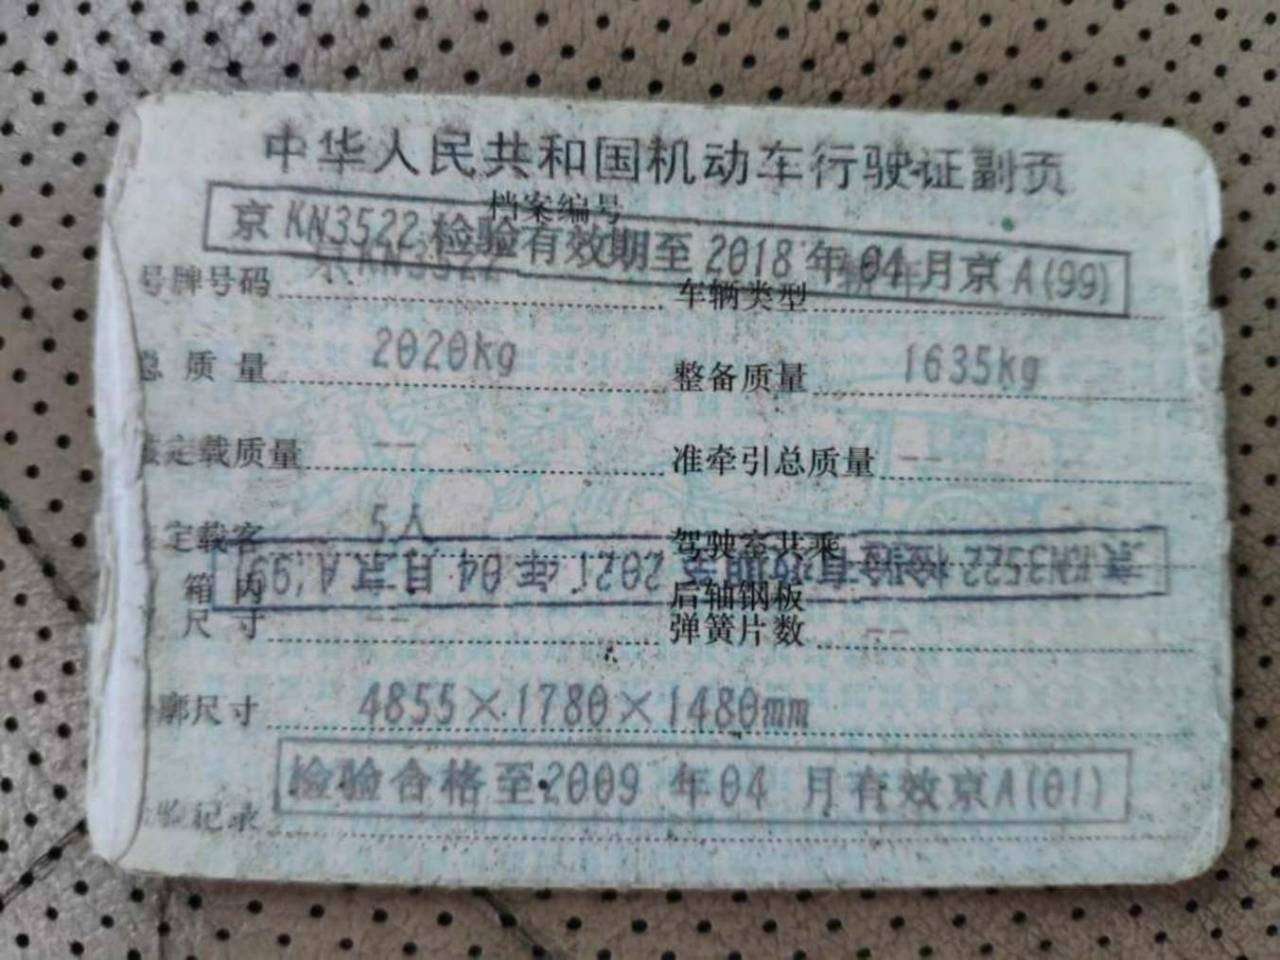 中华人民共和国机动车行驶证副页
档案编号
京KN3522检验有效期至2018年04月京A(99)
号牌号码 京KN3522 车辆类型
总质量 2020kg 整备质量 1635kg
核定载质量 -- 准牵引总质量 --
定载客 5人 驾驶室共乘
京KN3522 检验有效期至 2021年 04月京A(99)
箱内 后轴钢板
尺寸 -- 弹簧片数 --
廓尺寸 4855×1780×1480mm
检验合格至2009年04月有效京A(01)
验记录